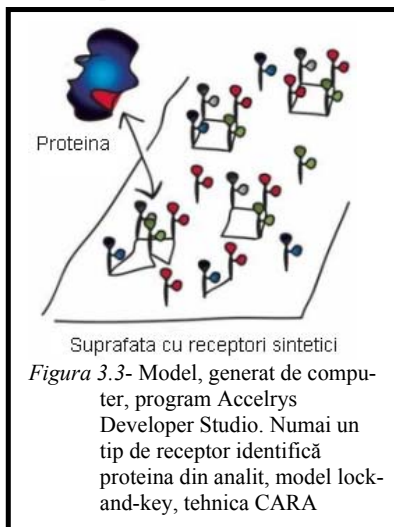 Proteina
Suprafata cu receptori sintetici
Figura 3.3- Model, generat de compu-
ter, program Accelrys
Developer Studio. Numai un
tip de receptor identifică
proteina din analit, model lock-
and-key, tehnica CARA